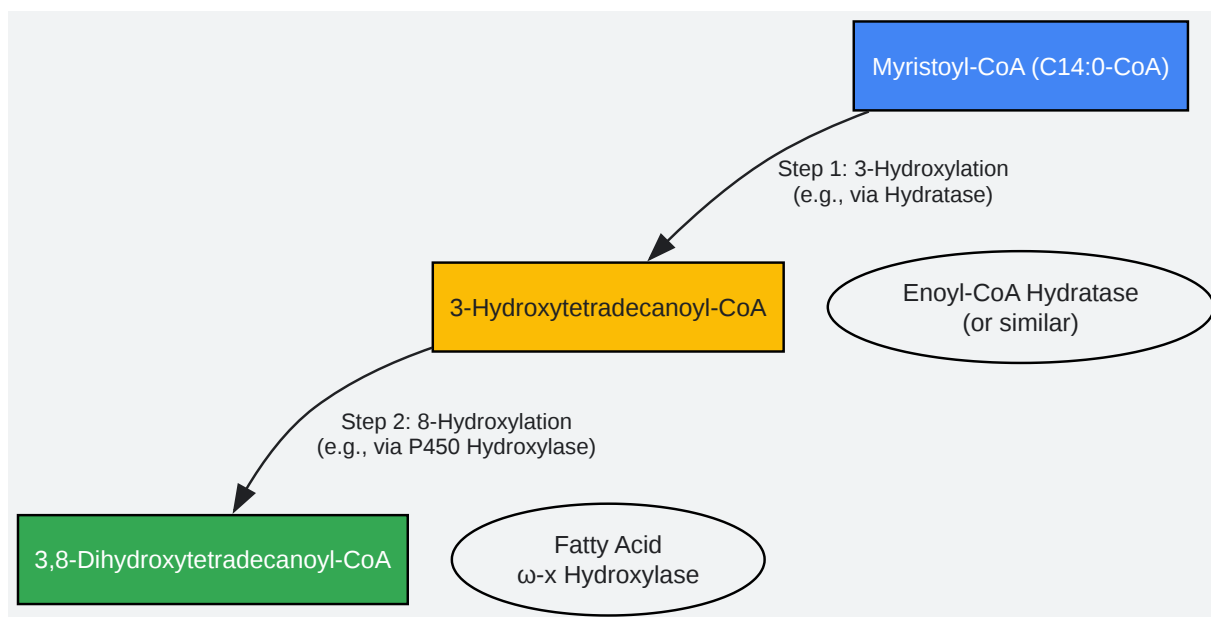 Myristoyl-CoA (C14:0-CoA)
Step 1: 3-Hydroxylation
(e.g., via Hydratase)
3-Hydroxytetradecanoyl-CoA
Enoyl-CoA Hydratase
(or similar)
Step 2: 8-Hydroxylation
(e.g., via P450 Hydroxylase)
3,8-Dihydroxytetradecanoyl-CoA
Fatty Acid
ω-x Hydroxylase